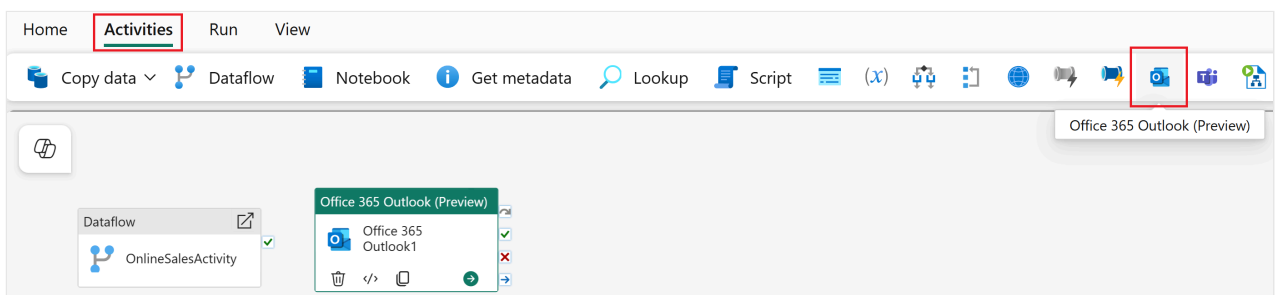 Home Activities Run View
Copy data Dataflow Notebook Get metadata Lookup Script (x)
Office 365 Outlook (Preview)
Office 365 Outlook (Preview)
Dataflow
Office 365
Outlook1
OnlineSalesActivity